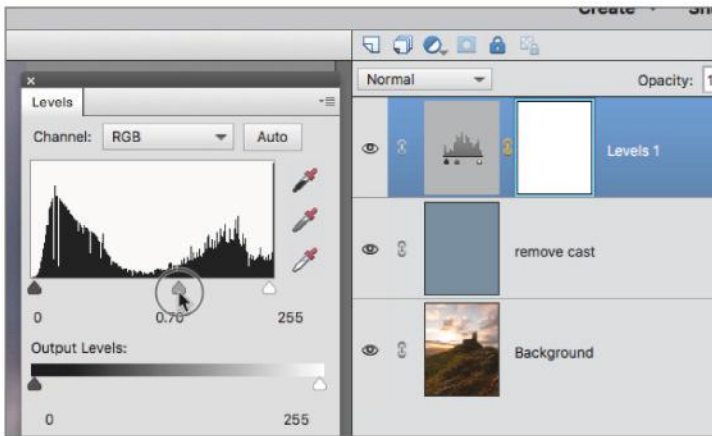 Create
Normal
Opacity: 1
x
Levels
Channel: RGB
Auto
Levels 1
remove cast
0
0.70
255
Output Levels:
Background
0
255